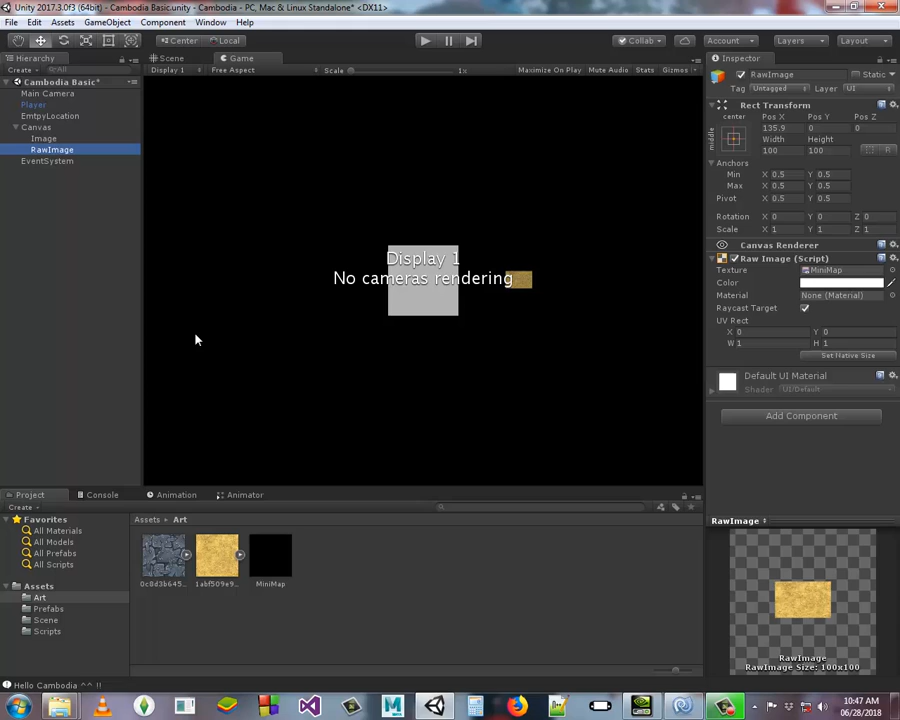 Unity 2017.3.0f3 (64bit) - Cambodia Basic.unity - Cambodia - PC, Mac & Linux Standalone* <DX11>
File Edit Assets GameObject Component Window Help
Center Local Collab Account Layers Layout
Hierarchy Scene Game Inspector
Create All
Display 1 Free Aspect Scale 1x Maximize On Play Mute Audio Stats Gizmos
RawImage Static
Tag Untagged Layer UI
Cambodia Basic*
Main Camera
Player
EmtpyLocation
Canvas
Image
RawImage
EventSystem
Display 1
No cameras rendering
Rect Transform
center
middle
Pos X Pos Y Pos Z
135.9 0 0
Width Height
100 100
R
Anchors
Min X 0.5 Y 0.5
Max X 0.5 Y 0.5
Pivot X 0.5 Y 0.5
Rotation X 0 Y 0 Z 0
Scale X 1 Y 1 Z 1
Canvas Renderer
Raw Image (Script)
Texture MiniMap
Color
Material None (Material)
Raycast Target
UV Rect
X 0 Y 0
W 1 H 1
Set Native Size
Default UI Material
Shader UI/Default
Add Component
Project Console Animation Animator
Create
Favorites
All Materials
All Models
All Prefabs
All Scripts
Assets
Art
Prefabs
Scene
Scripts
Assets Art
0c8d3b645... 1abf509e9... MiniMap
RawImage
RawImage
RawImage Size: 100x100
Hello Cambodia ^^ !!
10:47 AM
06/28/2018